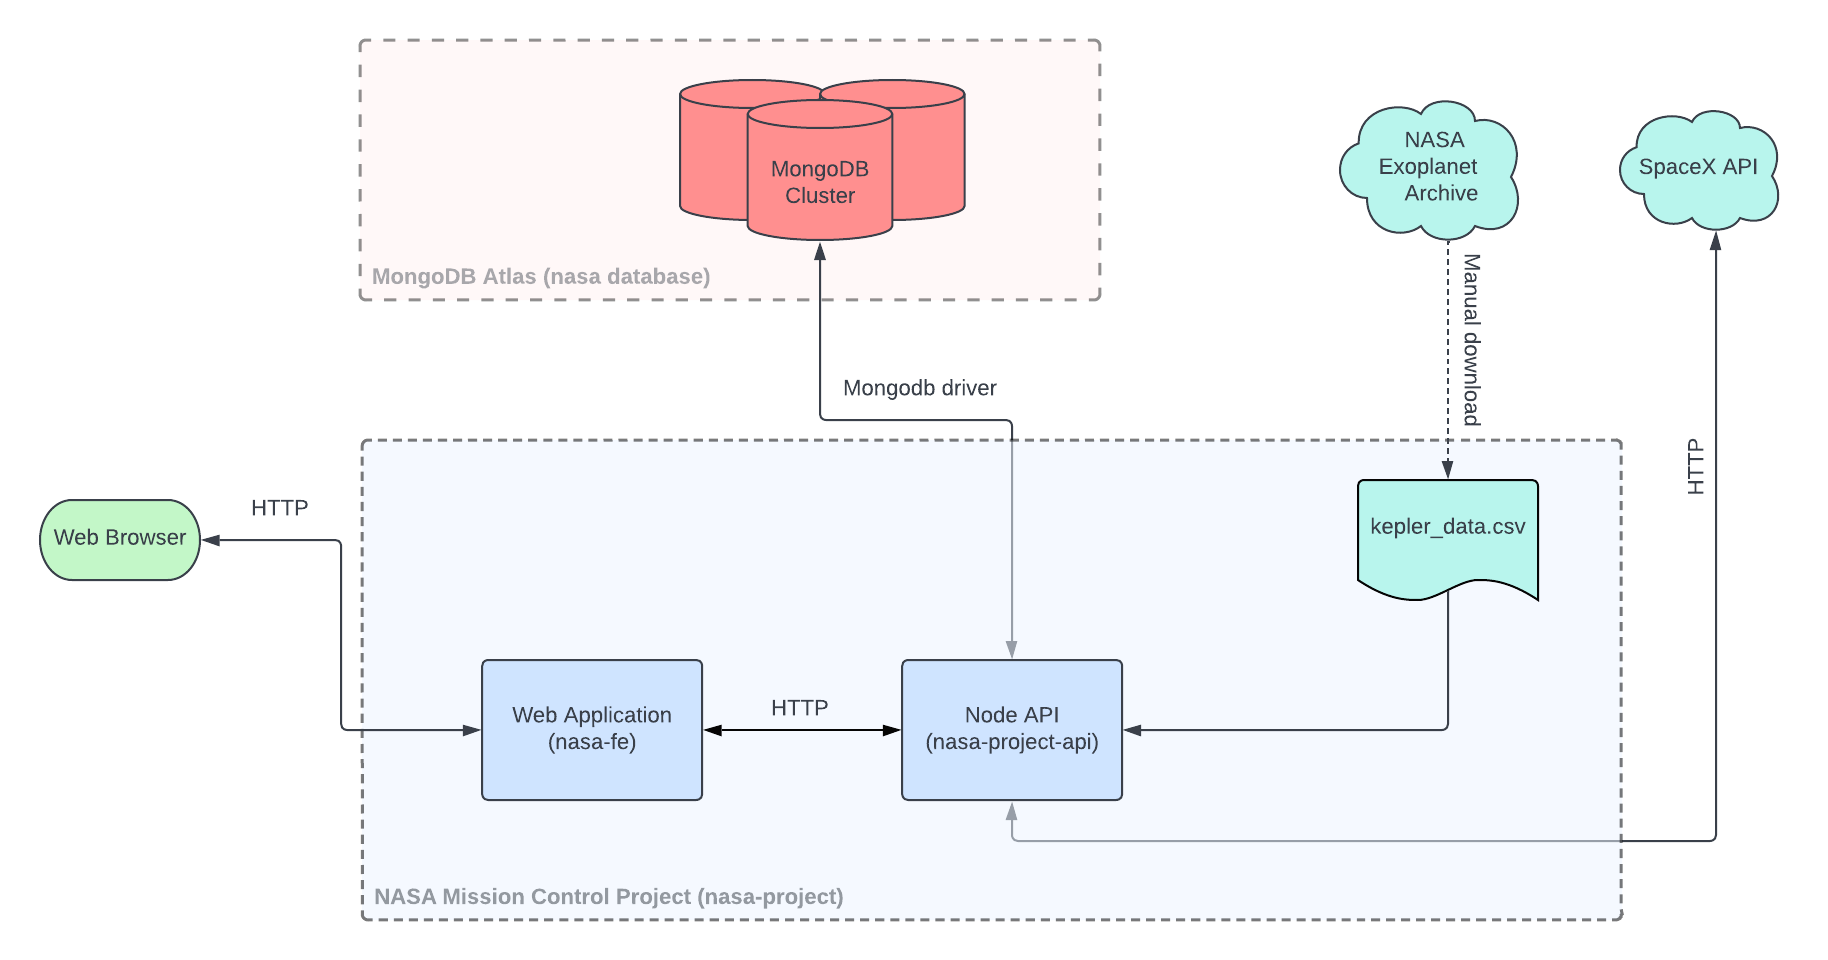 MongoDB
Cluster
MongoDB Atlas (nasa database)
NASA
Exoplanet
Archive
SpaceX API
Manual download
Mongodb driver
HTTP
HTTP
Web Browser
kepler_data.csv
Web Application
(nasa-fe)
HTTP
Node API
(nasa-project-api)
NASA Mission Control Project (nasa-project)